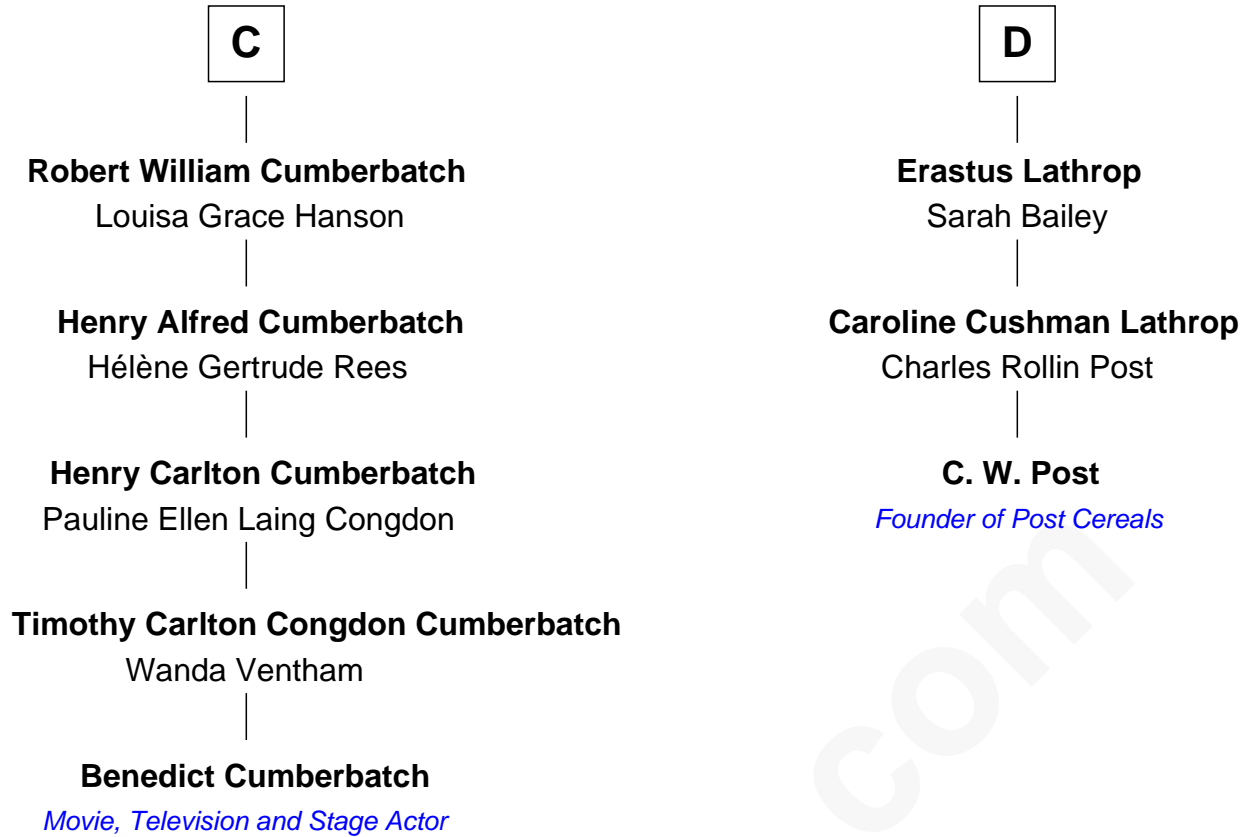 C
Robert William Cumberbatch
Louisa Grace Hanson
Henry Alfred Cumberbatch
Hélène Gertrude Rees
Henry Carlton Cumberbatch
Pauline Ellen Laing Congdon
Timothy Carlton Congdon Cumberbatch
Wanda Ventham
Benedict Cumberbatch
Movie, Television and Stage Actor
D
Erastus Lathrop
Sarah Bailey
Caroline Cushman Lathrop
Charles Rollin Post
C. W. Post
Founder of Post Cereals
com